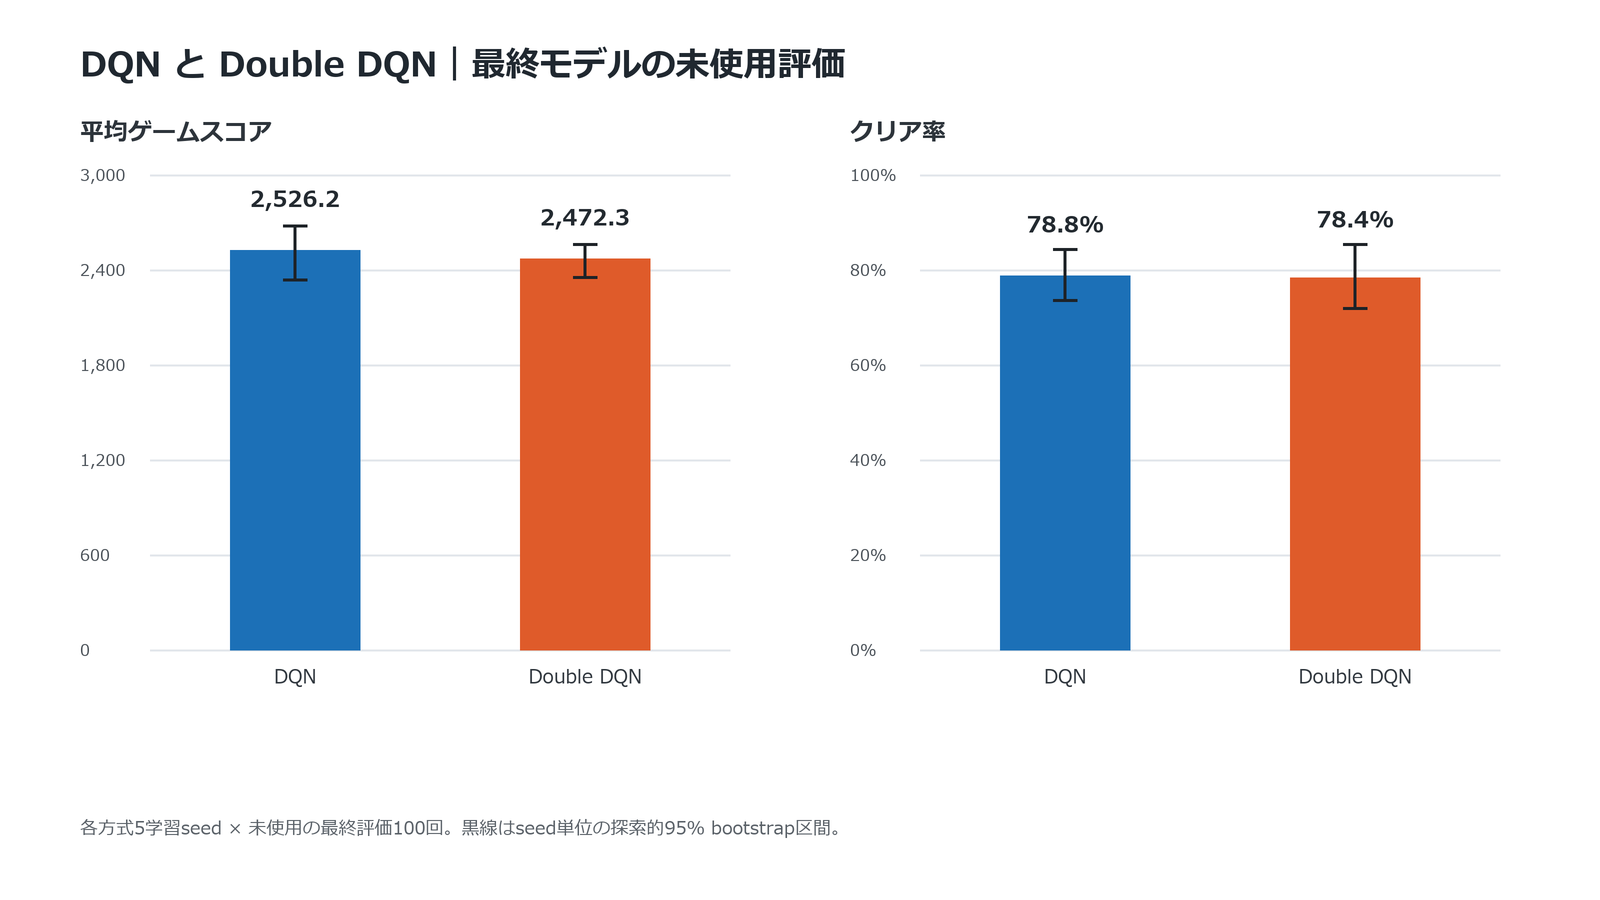 DQN と Double DQN｜最終モデルの未使用評価
平均ゲームスコア
3,000
2,400
1,800
1,200
600
0
2,526.2
2,472.3
DQN
Double DQN
クリア率
100%
80%
60%
40%
20%
0%
78.8%
78.4%
DQN
Double DQN
各方式5学習seed × 未使用の最終評価100回。黒線はseed単位の探索的95% bootstrap区間。